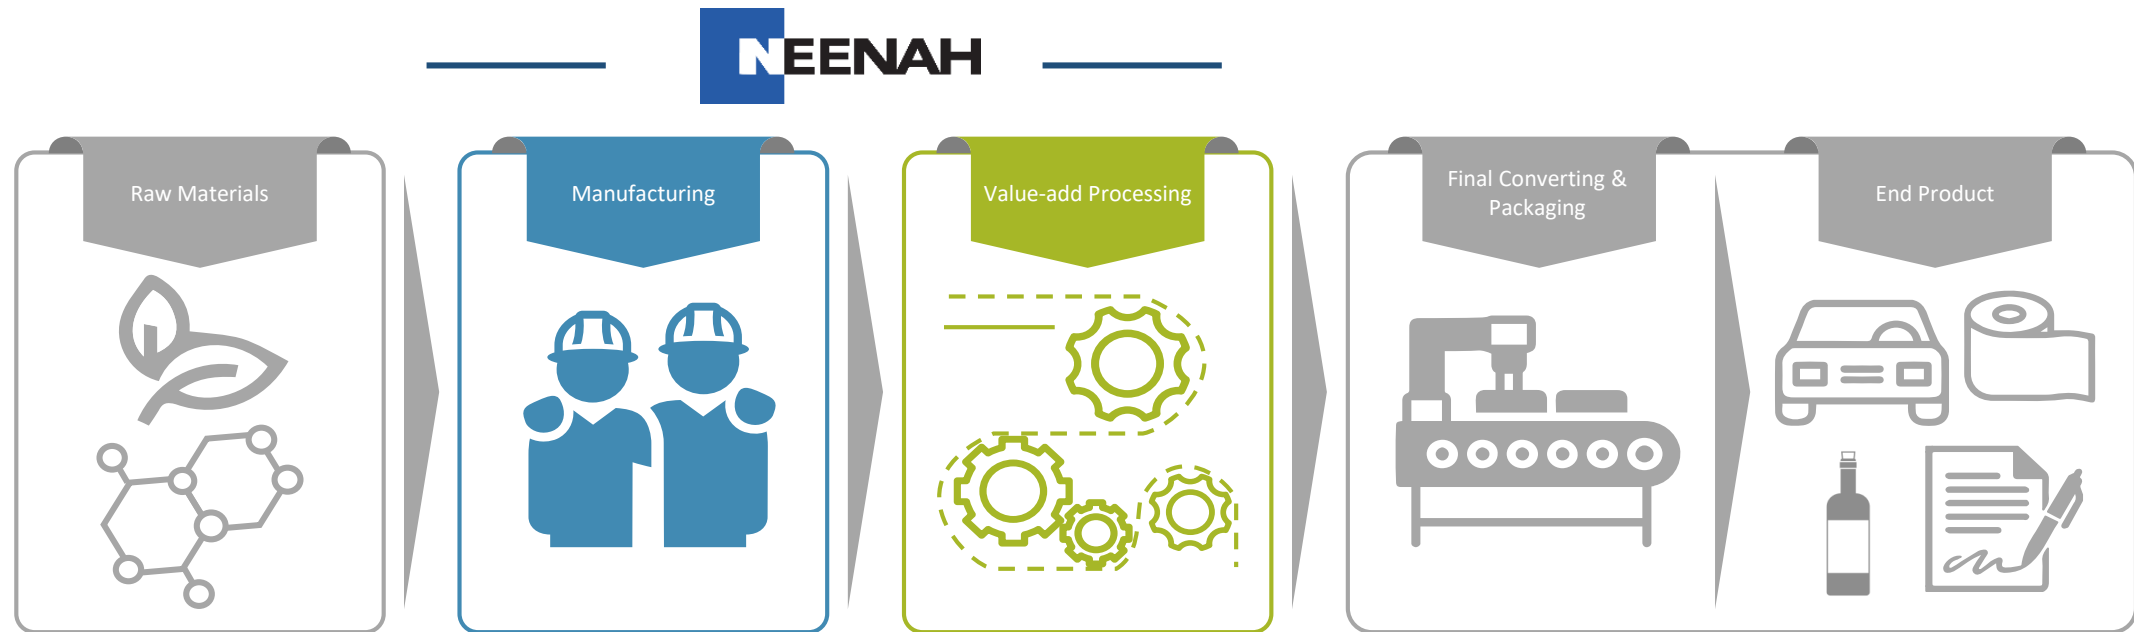 NEENAH
Raw Materials
Manufacturing
Value-add Processing
Final Converting &
Packaging
End Product